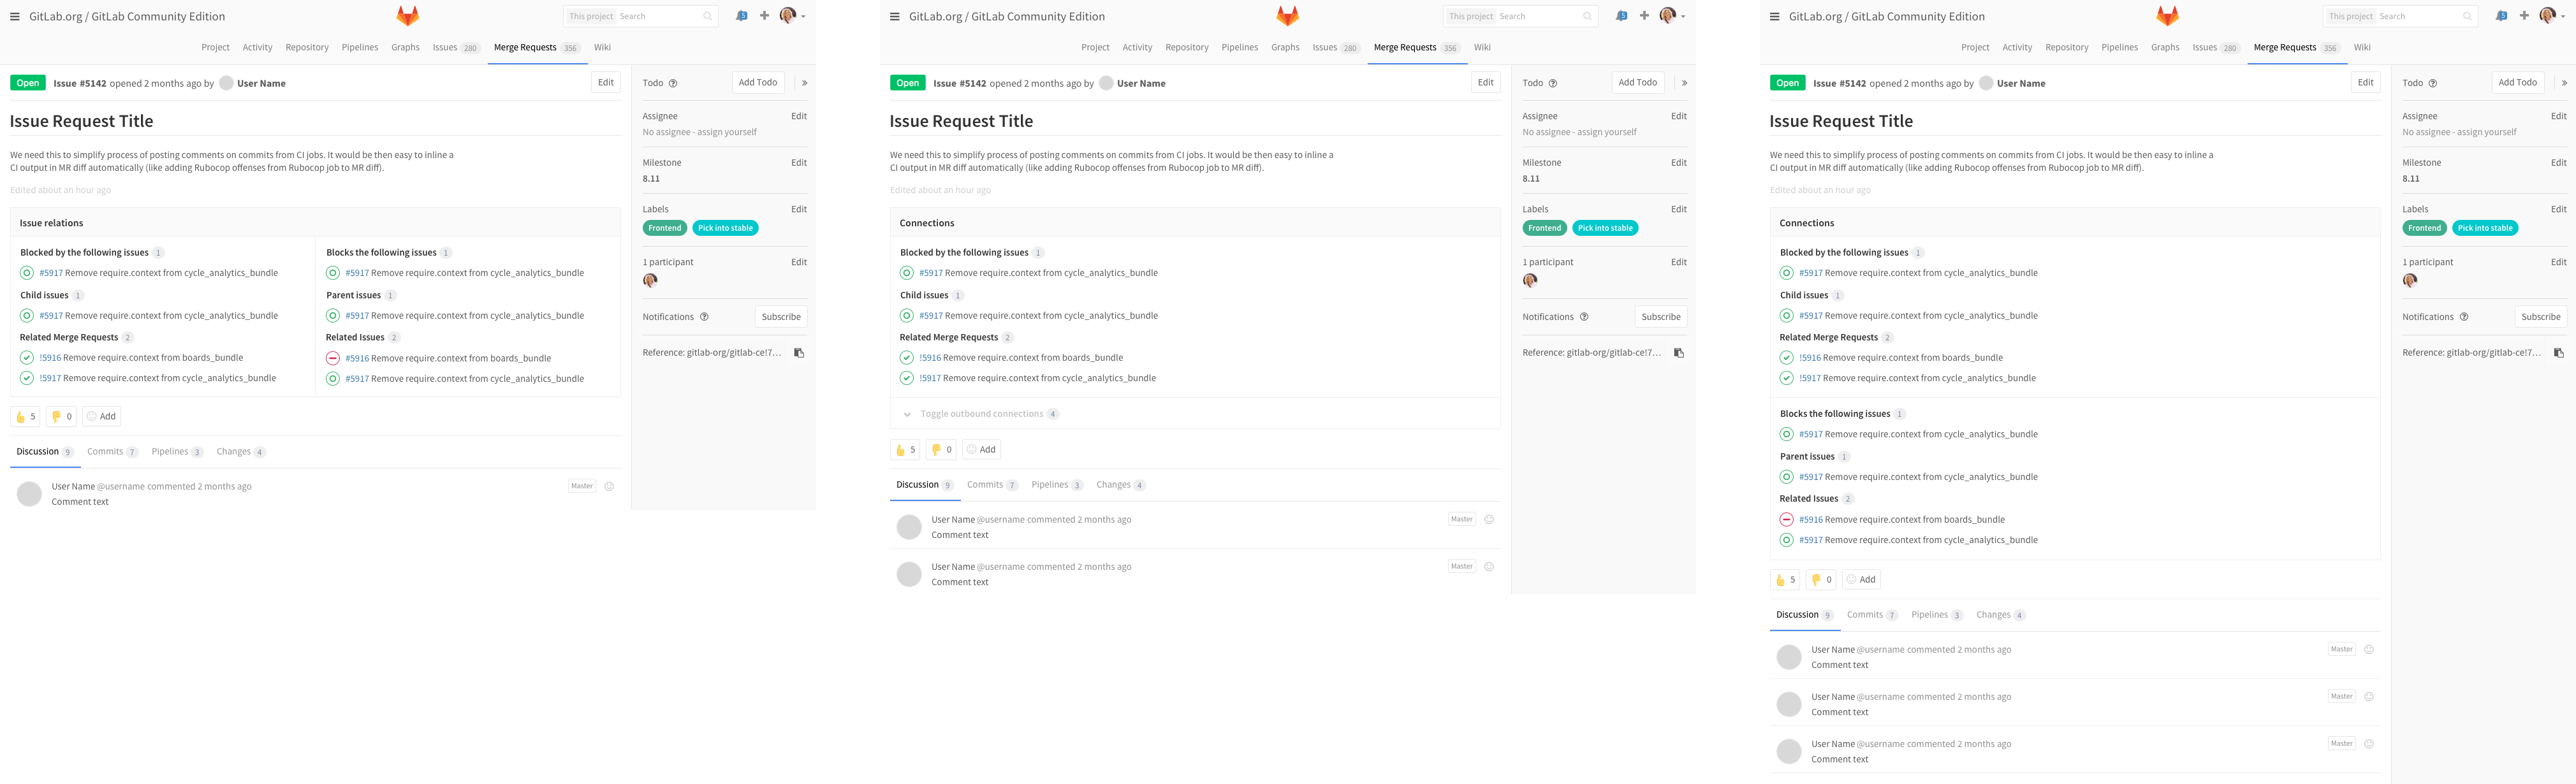 GitLab.org / GitLab Community Edition
This project Search
5
Project Activity Repository Pipelines Graphs Issues 280 Merge Requests 356 Wiki
Open Issue #5142 opened 2 months ago by User Name Edit
Issue Request Title
We need this to simplify process of posting comments on commits from CI jobs. It would be then easy to inline a
CI output in MR diff automatically (like adding Rubocop offenses from Rubocop job to MR diff).
Edited about an hour ago
Issue relations
Blocked by the following issues 1
#5917 Remove require.context from cycle_analytics_bundle
Child issues 1
#5917 Remove require.context from cycle_analytics_bundle
Related Merge Requests 2
!5916 Remove require.context from boards_bundle
!5917 Remove require.context from cycle_analytics_bundle
Blocks the following issues 1
#5917 Remove require.context from cycle_analytics_bundle
Parent issues 1
#5917 Remove require.context from cycle_analytics_bundle
Related Issues 2
#5916 Remove require.context from boards_bundle
#5917 Remove require.context from cycle_analytics_bundle
5 0 Add
Discussion 9 Commits 7 Pipelines 3 Changes 4
User Name @username commented 2 months ago Master
Comment text
Todo Add Todo
Assignee Edit
No assignee - assign yourself
Milestone Edit
8.11
Labels Edit
Frontend Pick into stable
1 participant Edit
Notifications Subscribe
Reference: gitlab-org/gitlab-ce!7...
GitLab.org / GitLab Community Edition
This project Search
5
Project Activity Repository Pipelines Graphs Issues 280 Merge Requests 356 Wiki
Open Issue #5142 opened 2 months ago by User Name Edit
Issue Request Title
We need this to simplify process of posting comments on commits from CI jobs. It would be then easy to inline a
CI output in MR diff automatically (like adding Rubocop offenses from Rubocop job to MR diff).
Edited about an hour ago
Connections
Blocked by the following issues 1
#5917 Remove require.context from cycle_analytics_bundle
Child issues 1
#5917 Remove require.context from cycle_analytics_bundle
Related Merge Requests 2
!5916 Remove require.context from boards_bundle
!5917 Remove require.context from cycle_analytics_bundle
Toggle outbound connections 4
5 0 Add
Discussion 9 Commits 7 Pipelines 3 Changes 4
User Name @username commented 2 months ago Master
Comment text
User Name @username commented 2 months ago Master
Comment text
Todo Add Todo
Assignee Edit
No assignee - assign yourself
Milestone Edit
8.11
Labels Edit
Frontend Pick into stable
1 participant Edit
Notifications Subscribe
Reference: gitlab-org/gitlab-ce!7...
GitLab.org / GitLab Community Edition
This project Search
5
Project Activity Repository Pipelines Graphs Issues 280 Merge Requests 356 Wiki
Open Issue #5142 opened 2 months ago by User Name Edit
Issue Request Title
We need this to simplify process of posting comments on commits from CI jobs. It would be then easy to inline a
CI output in MR diff automatically (like adding Rubocop offenses from Rubocop job to MR diff).
Edited about an hour ago
Connections
Blocked by the following issues 1
#5917 Remove require.context from cycle_analytics_bundle
Child issues 1
#5917 Remove require.context from cycle_analytics_bundle
Related Merge Requests 2
!5916 Remove require.context from boards_bundle
!5917 Remove require.context from cycle_analytics_bundle
Blocks the following issues 1
#5917 Remove require.context from cycle_analytics_bundle
Parent issues 1
#5917 Remove require.context from cycle_analytics_bundle
Related Issues 2
#5916 Remove require.context from boards_bundle
#5917 Remove require.context from cycle_analytics_bundle
5 0 Add
Discussion 9 Commits 7 Pipelines 3 Changes 4
User Name @username commented 2 months ago Master
Comment text
User Name @username commented 2 months ago Master
Comment text
User Name @username commented 2 months ago Master
Comment text
Todo Add Todo
Assignee Edit
No assignee - assign yourself
Milestone Edit
8.11
Labels Edit
Frontend Pick into stable
1 participant Edit
Notifications Subscribe
Reference: gitlab-org/gitlab-ce!7...